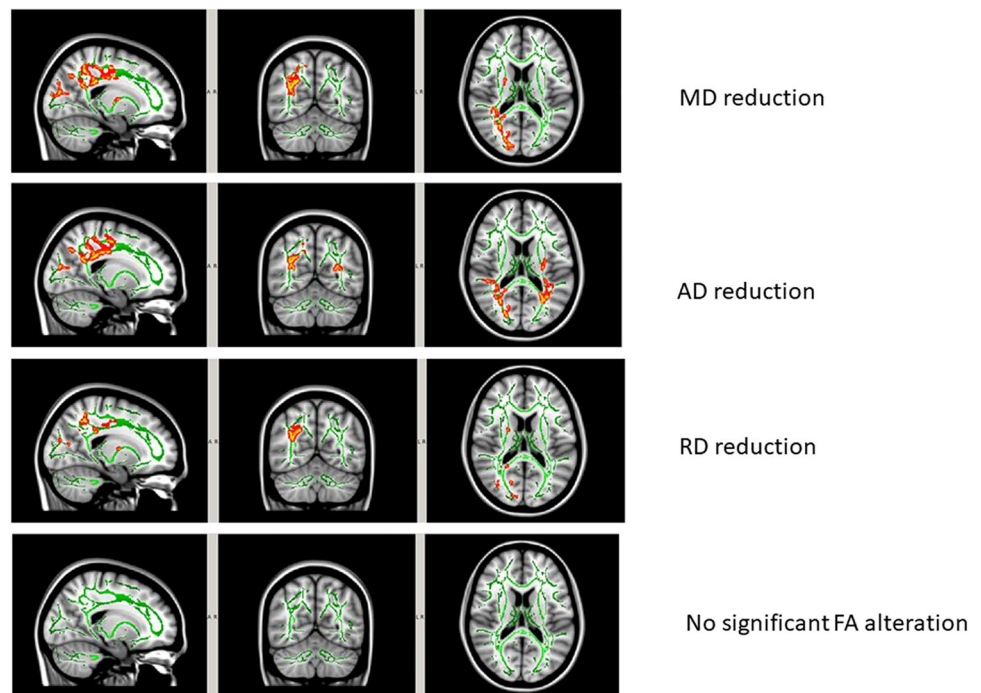 MD reduction
A R
L R
AD reduction
A R
L R
RD reduction
A R
L R
No significant FA alteration
A R
L R